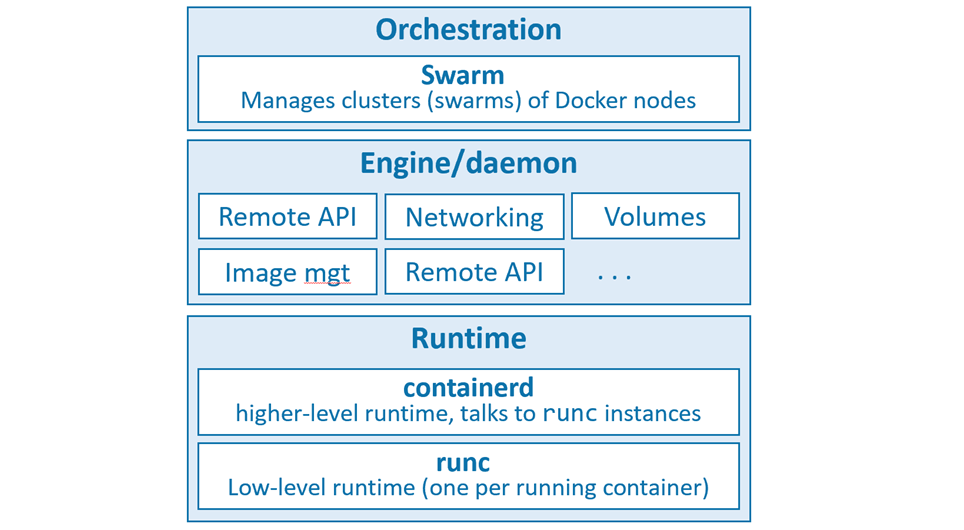 Orchestration
Swarm
Manages clusters (swarms) of Docker nodes
Engine/daemon
Remote API
Networking
Volumes
Image mgt
Remote API
...
Runtime
containerd
higher-level runtime, talks to runc instances
runc
Low-level runtime (one per running container)